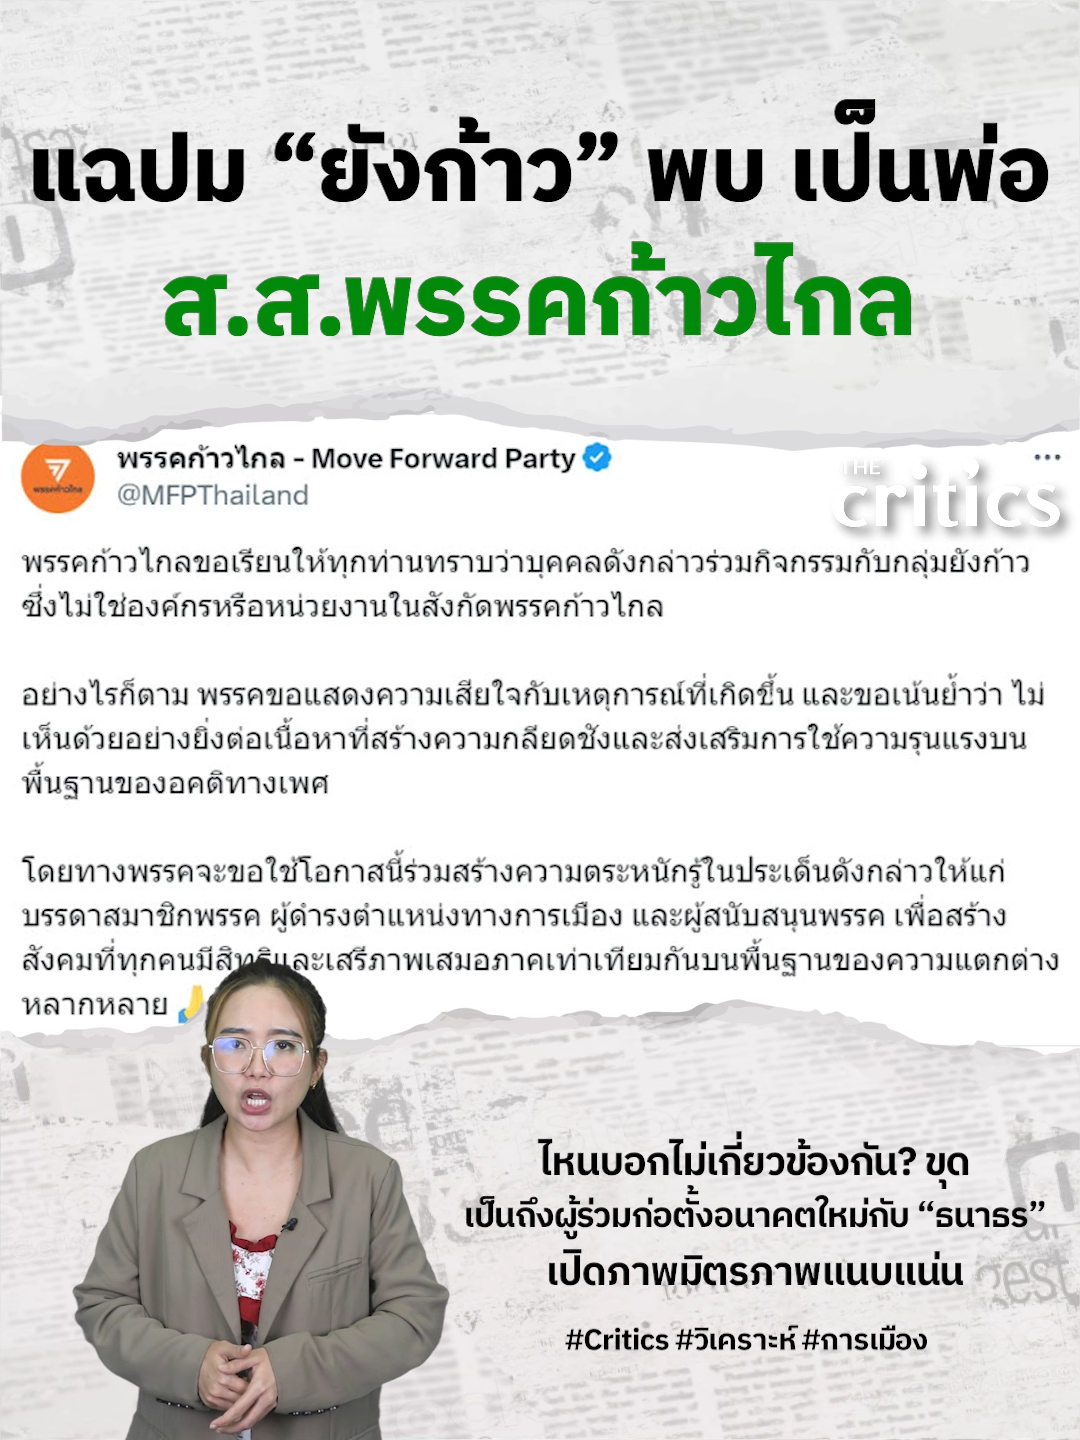 แฉปม “ยังก้าว” พบ เป็นพ่อ
ส.ส.พรรคก้าวไกล
พรรคก้าวไกล - Move Forward Party
@MFPThailand
พรรคก้าวไกล
THE
critics
พรรคก้าวไกลขอเรียนให้ทุกท่านทราบว่าบุคคลดังกล่าวร่วมกิจกรรมกับกลุ่มยังก้าว
ซึ่งไม่ใช่องค์กรหรือหน่วยงานในสังกัดพรรคก้าวไกล
อย่างไรก็ตาม พรรคขอแสดงความเสียใจกับเหตุการณ์ที่เกิดขึ้น และขอเน้นย้ำว่า ไม่
เห็นด้วยอย่างยิ่งต่อเนื้อหาที่สร้างความกลียดชังและส่งเสริมการใช้ความรุนแรงบน
พื้นฐานของอคติทางเพศ
โดยทางพรรคจะขอใช้โอกาสนี้ร่วมสร้างความตระหนักรู้ในประเด็นดังกล่าวให้แก่
บรรดาสมาชิกพรรค ผู้ดำรงตำแหน่งทางการเมือง และผู้สนับสนุนพรรค เพื่อสร้าง
สังคมที่ทุกคนมีสิทธิและเสรีภาพเสมอภาคเท่าเทียมกันบนพื้นฐานของความแตกต่าง
หลากหลาย
ไหนบอกไม่เกี่ยวข้องกัน? ขุด
เป็นถึงผู้ร่วมก่อตั้งอนาคตใหม่กับ “ธนาธร”
เปิดภาพมิตรภาพแนบแน่น
#Critics #วิเคราะห์ #การเมือง